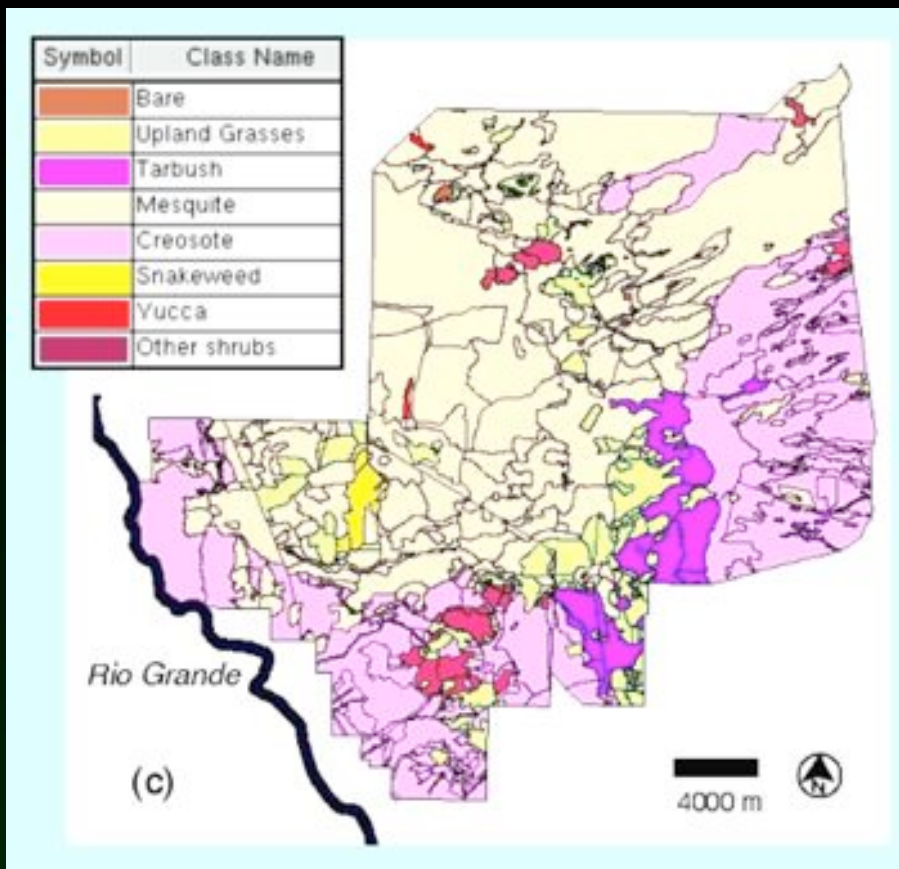 Symbol Class Name
Bare
Upland Grasses
Tarbush
Mesquite
Creosote
Snakeweed
Yucca
Other shrubs
Rio Grande
(c)
4000 m
N